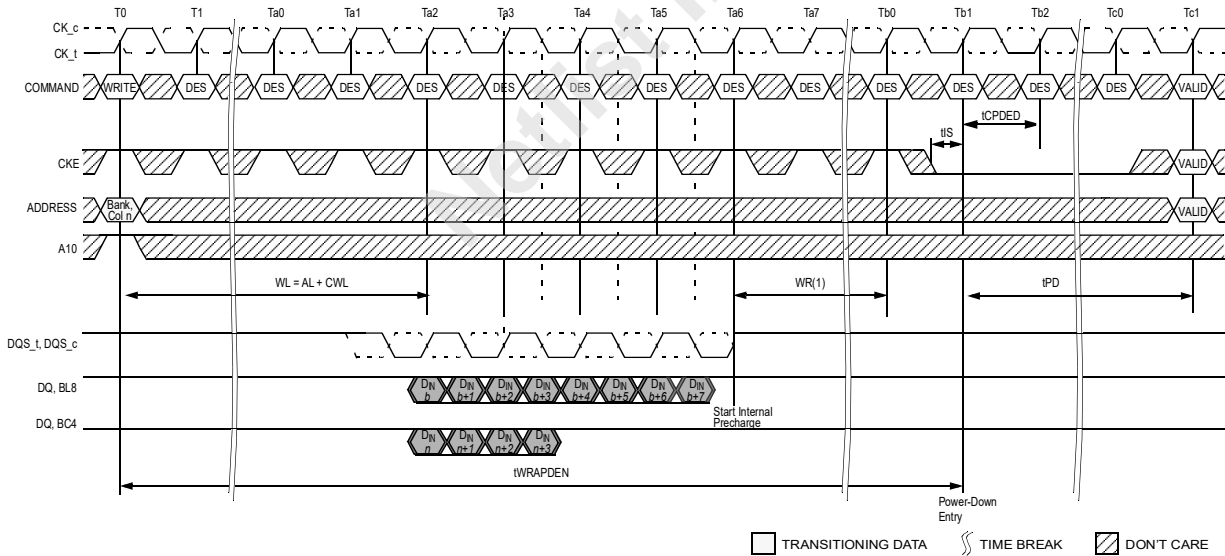 T0 T1 Ta0 Ta1 Ta2 Ta3 Ta4 Ta5 Ta6 Ta7 Tb0 Tb1 Tb2 Tc0 Tc1
CK_c
CK_t
COMMAND WRITE DES DES DES DES DES DES DES DES DES DES DES DES DES VALID
tCPDED
tIS
CKE VALID
ADDRESS Bank, Col n VALID
A10
WL = AL + CWL WR(1) tPD
DQS_t, DQS_c
DQ, BL8 DIN b DIN b+1 DIN b+2 DIN b+3 DIN b+4 DIN b+5 DIN b+6 DIN b+7
Start Internal
Precharge
DQ, BC4 DIN n DIN n+1 DIN n+2 DIN n+3
tWRAPDEN
Power-Down
Entry
TRANSITIONING DATA TIME BREAK DON'T CARE
Netlist